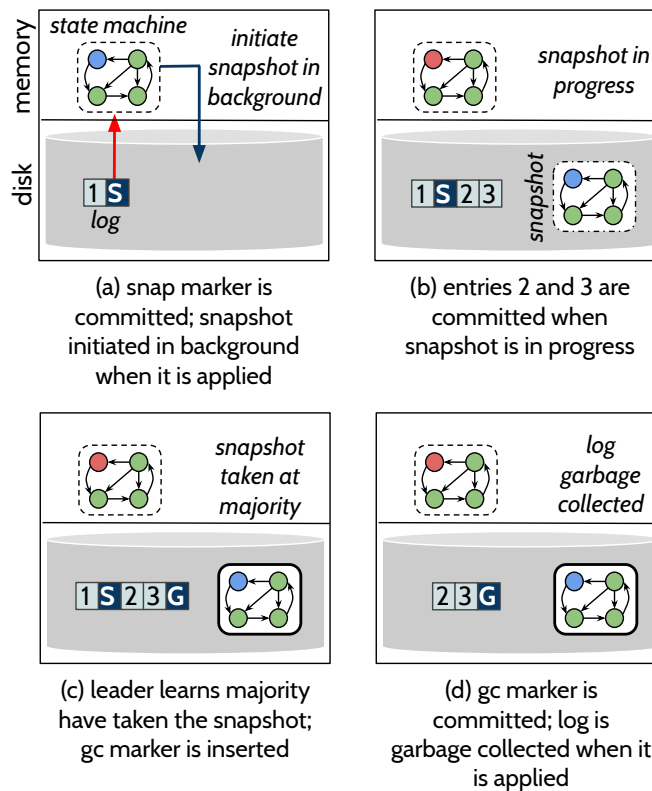 state machine
initiate
snapshot in
background
memory
disk
1 S
log
(a) snap marker is
committed; snapshot
initiated in background
when it is applied
snapshot in
progress
1 S 2 3
snapshot
(b) entries 2 and 3 are
committed when
snapshot is in progress
snapshot
taken at
majority
1 S 2 3 G
(c) leader learns majority
have taken the snapshot;
gc marker is inserted
log
garbage
collected
2 3 G
(d) gc marker is
committed; log is
garbage collected when it
is applied